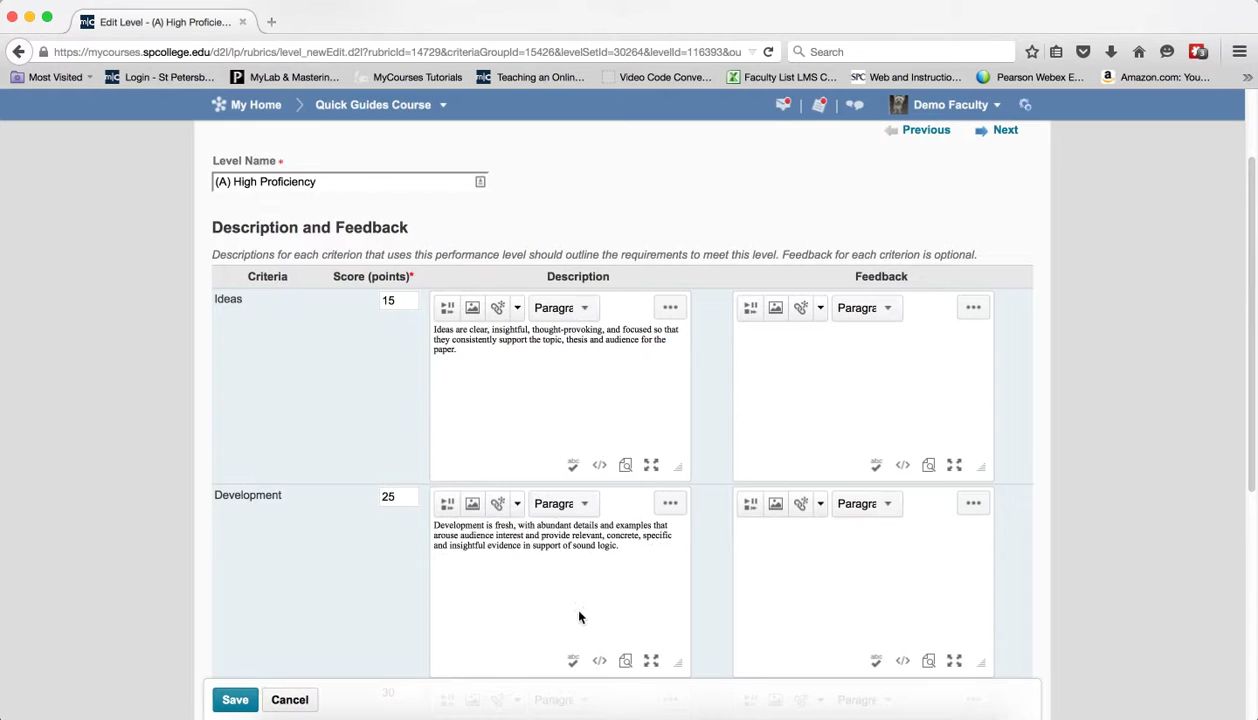 Edit Level - (A) High Proficie...
https://mycourses.spcollege.edu/d2l/lp/rubrics/level_newEdit.d2l?rubricId=14729&criteriaGroupId=15426&levelSetId=30264&levelId=116393&ou
Search
3
Most Visited
Login - St Petersb...
MyLab & Masterin...
MyCourses Tutorials
Teaching an Onlin...
Video Code Conve...
Faculty List LMS C...
SPC Web and Instructio...
Pearson Webex E...
Amazon.com: You...
My Home
Quick Guides Course
Demo Faculty
Previous
Next
Level Name *
(A) High Proficiency
Description and Feedback
Descriptions for each criterion that uses this performance level should outline the requirements to meet this level. Feedback for each criterion is optional.
Criteria Score (points)* Description Feedback
Ideas
15
Paragra
Paragra
Ideas are clear, insightful, thought-provoking, and focused so that
they consistently support the topic, thesis and audience for the
paper.
abc
abc
Development
25
Paragra
Paragra
Development is fresh, with abundant details and examples that
arouse audience interest and provide relevant, concrete, specific
and insightful evidence in support of sound logic.
abc
abc
30
Paragra
Paragra
Save
Cancel